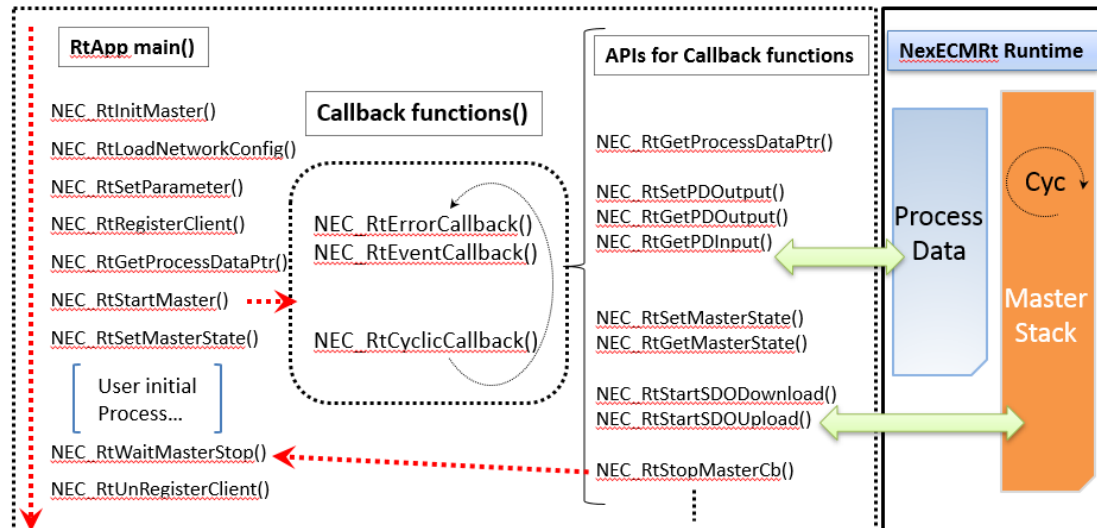 RtApp main()
NEC_RtInitMaster()
NEC_RtLoadNetworkConfig()
NEC_RtSetParameter()
NEC_RtRegisterClient()
NEC_RtGetProcessDataPtr()
NEC_RtStartMaster()
NEC_RtSetMasterState()
User initial
Process...
NEC_RtWaitMasterStop()
NEC_RtUnRegisterClient()
Callback functions()
NEC_RtErrorCallback()
NEC_RtEventCallback()
NEC_RtCyclicCallback()
APIs for Callback functions
NEC_RtGetProcessDataPtr()
NEC_RtSetPDOutput()
NEC_RtGetPDOutput()
NEC_RtGetPDInput()
NEC_RtSetMasterState()
NEC_RtGetMasterState()
NEC_RtStartSDODownload()
NEC_RtStartSDOUpload()
NEC_RtStopMasterCb()
NexECMRt Runtime
Process
Data
Cyc
Master
Stack